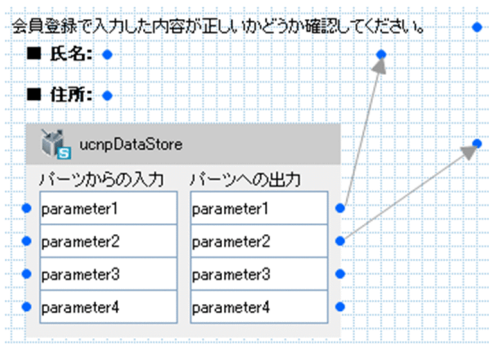 会員登録で入力した内容が正しいかどうか確認してください。
■ 氏名:
■ 住所:
ucnpDataStore
パーツからの入力 パーツへの出力
parameter1 parameter1
parameter2 parameter2
parameter3 parameter3
parameter4 parameter4